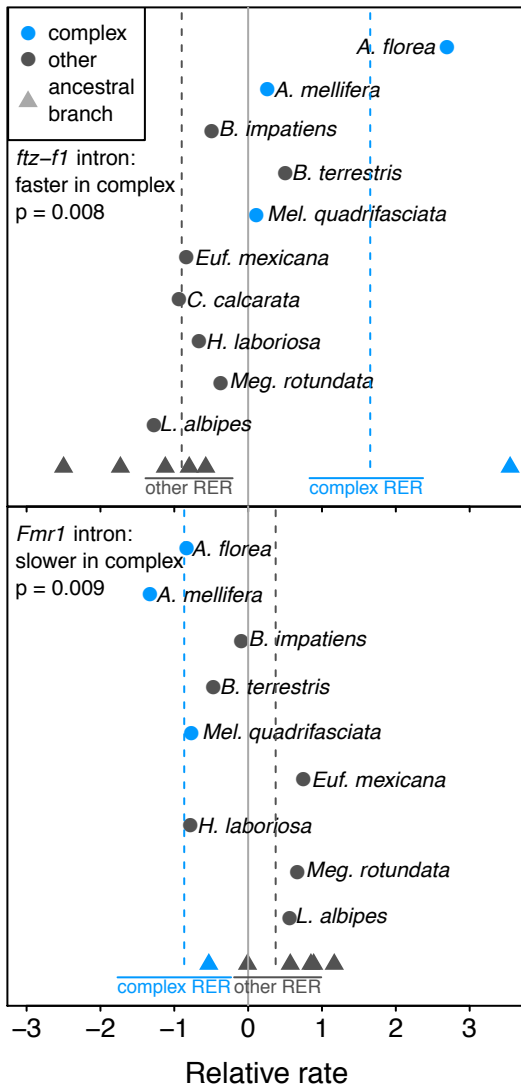 complex
other
ancestral
branch
A. florea
A. mellifera
B. impatiens
ftz−f1 intron:
faster in complex
p = 0.008
B. terrestris
Mel. quadrifasciata
Euf. mexicana
C. calcarata
H. laboriosa
Meg. rotundata
L. albipes
other RER
complex RER
Fmr1 intron:
slower in complex
p = 0.009
A. florea
A. mellifera
B. impatiens
B. terrestris
Mel. quadrifasciata
Euf. mexicana
H. laboriosa
Meg. rotundata
L. albipes
complex RER
other RER
−3 −2 −1 0 1 2 3
Relative rate